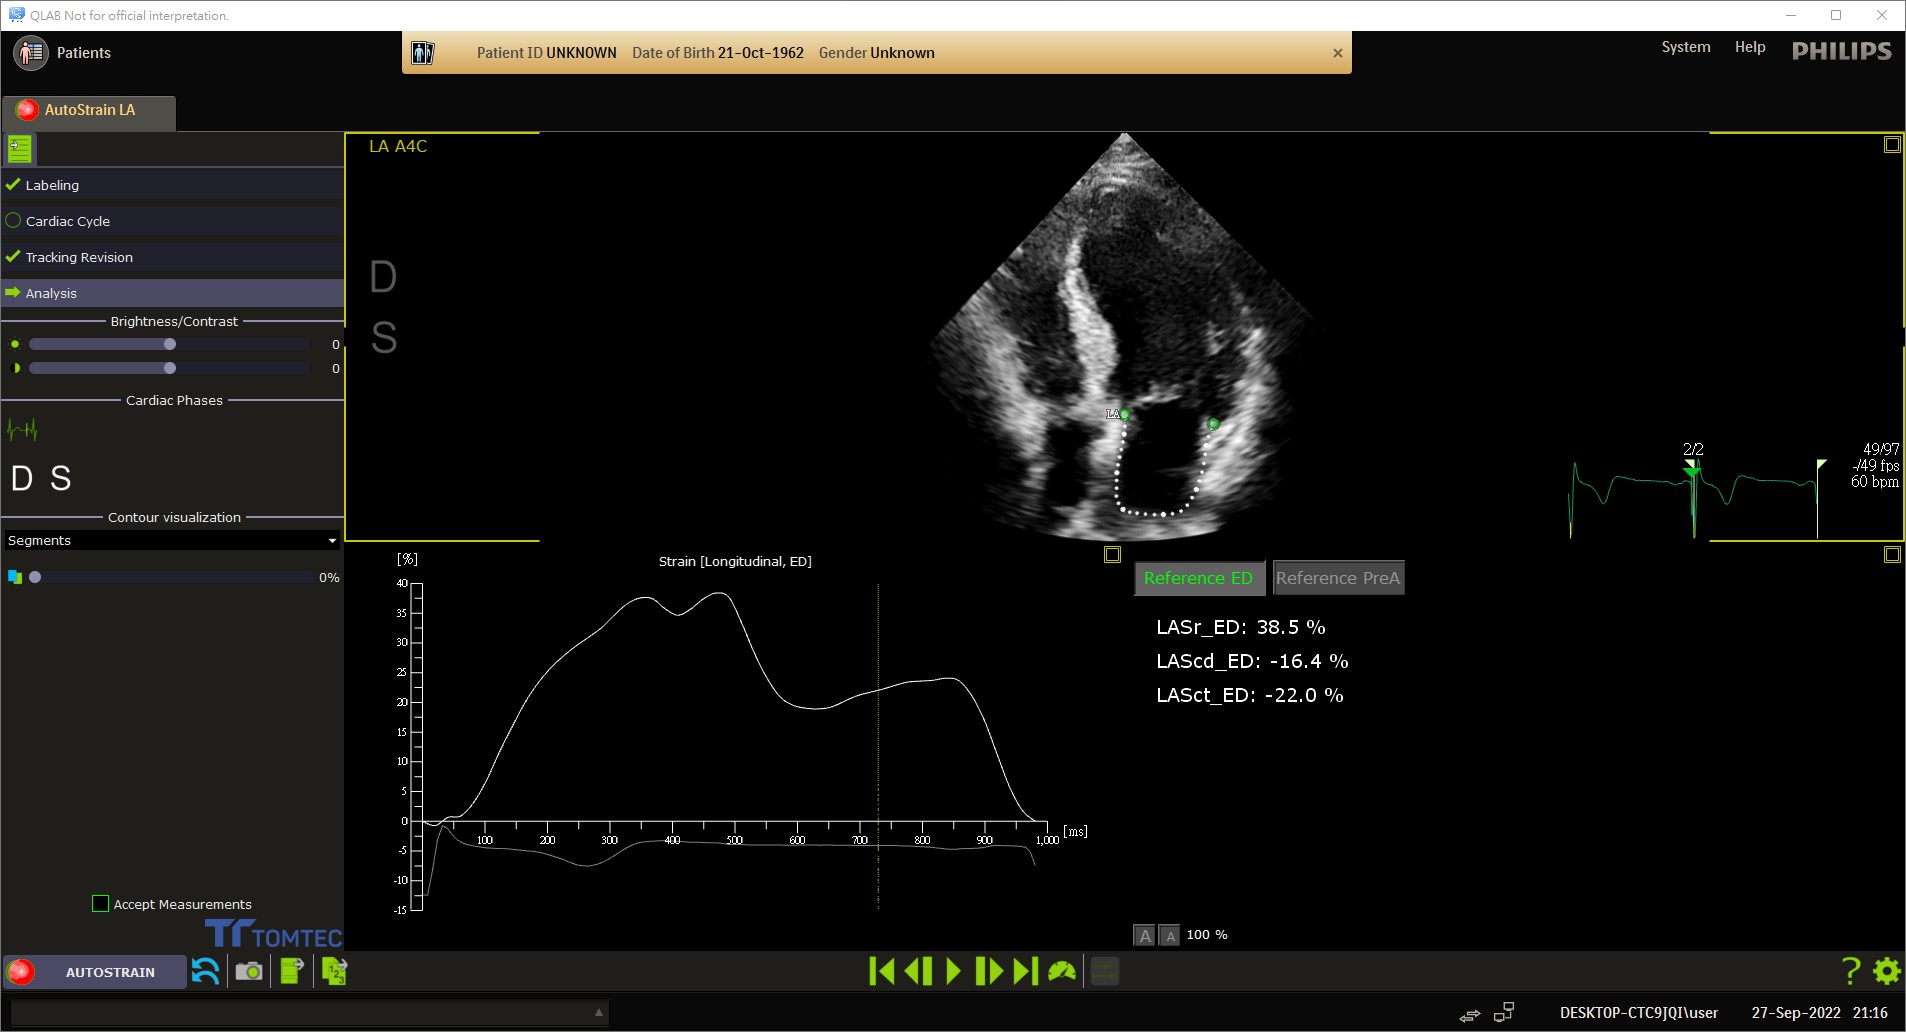 QLAB Not for official interpretation.
Patients
Patient ID UNKNOWN Date of Birth 21-Oct-1962 Gender Unknown ×
System Help PHILIPS
AutoStrain LA
LA A4C
Labeling
Cardiac Cycle
Tracking Revision
Analysis
Brightness/Contrast
0
0
Cardiac Phases
D S
Contour visualization
Segments
0%
D
S
LA
2/2
49/97
-/49 fps
60 bpm
[%]
Strain [Longitudinal, ED]
40
35
30
25
20
15
10
5
0
-5
-10
-15
100 200 300 400 500 600 700 800 900 1,000 [ms]
Reference ED Reference PreA
LASr_ED: 38.5 %
LAScd_ED: -16.4 %
LASct_ED: -22.0 %
Accept Measurements
TOMTEC
A A 100 %
AUTOSTRAIN
123
?
DESKTOP-CTC9JQI\user 27-Sep-2022 21:16